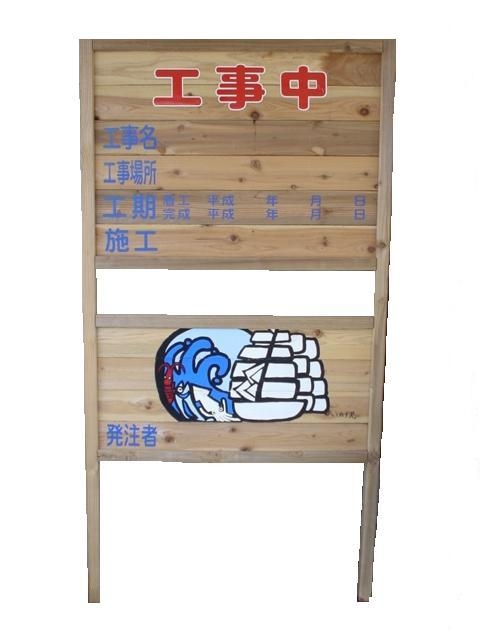 工事中
工事名
工事場所
工期 着工 平成 年 月 日
完成 平成 年 月 日
施工
発注者